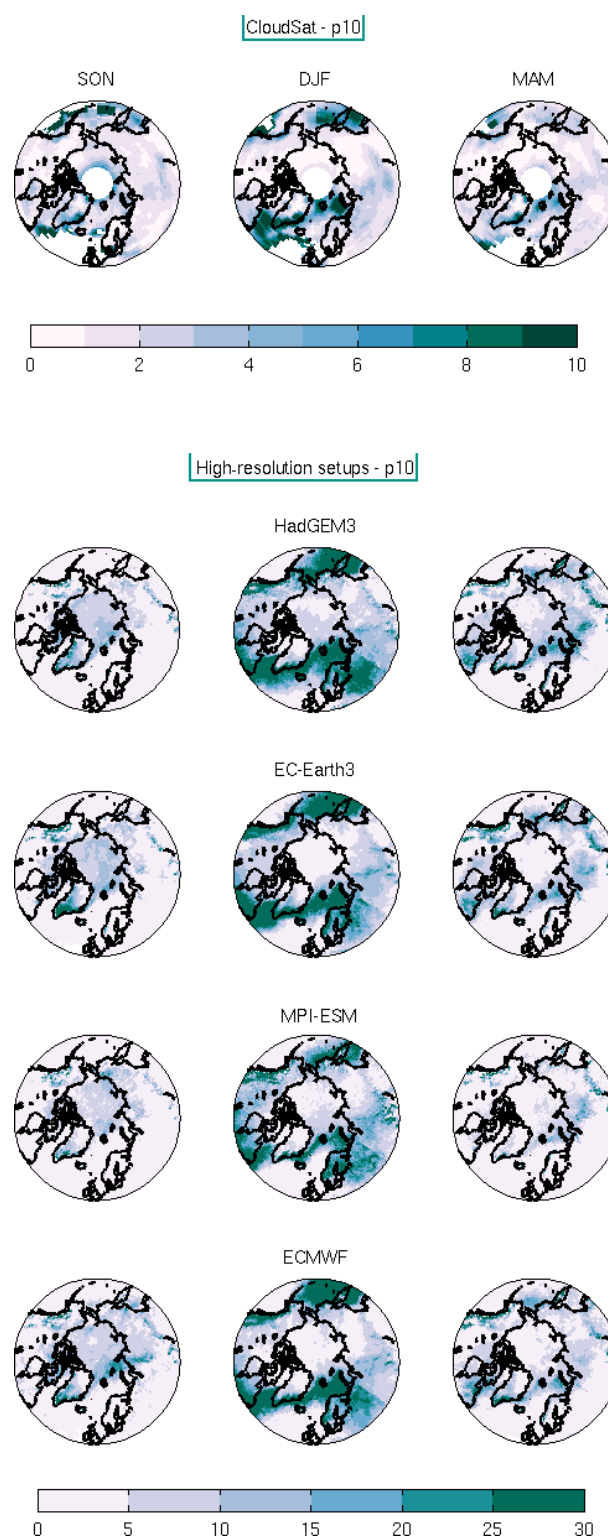 CloudSat - p10
SON DJF MAM
0 2 4 6 8 10
High-resolution setups - p10
HadGEM3
EC-Earth3
MPI-ESM
ECMWF
0 5 10 15 20 25 30